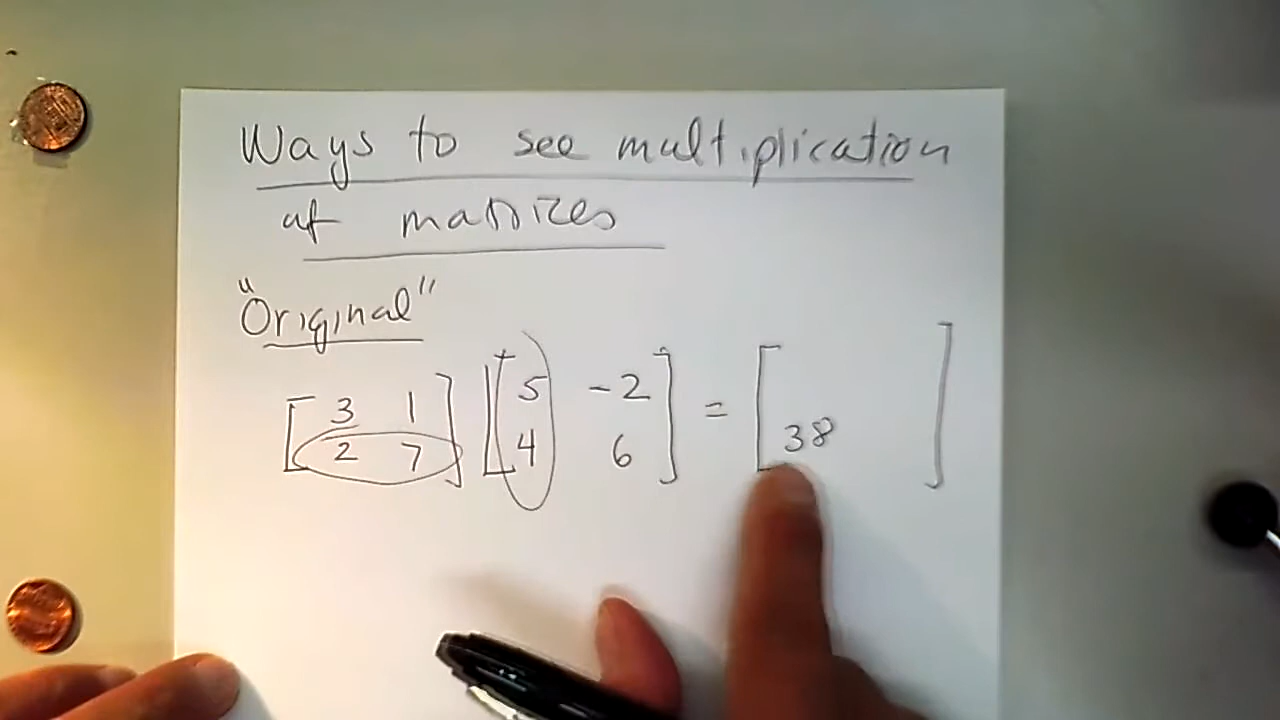 Ways to see multiplication
of matrices
"Original"
[ 3 1 ] [ 5 -2 ] = [ ]
[ 2 7 ] [ 4 6 ] [ 38 ]